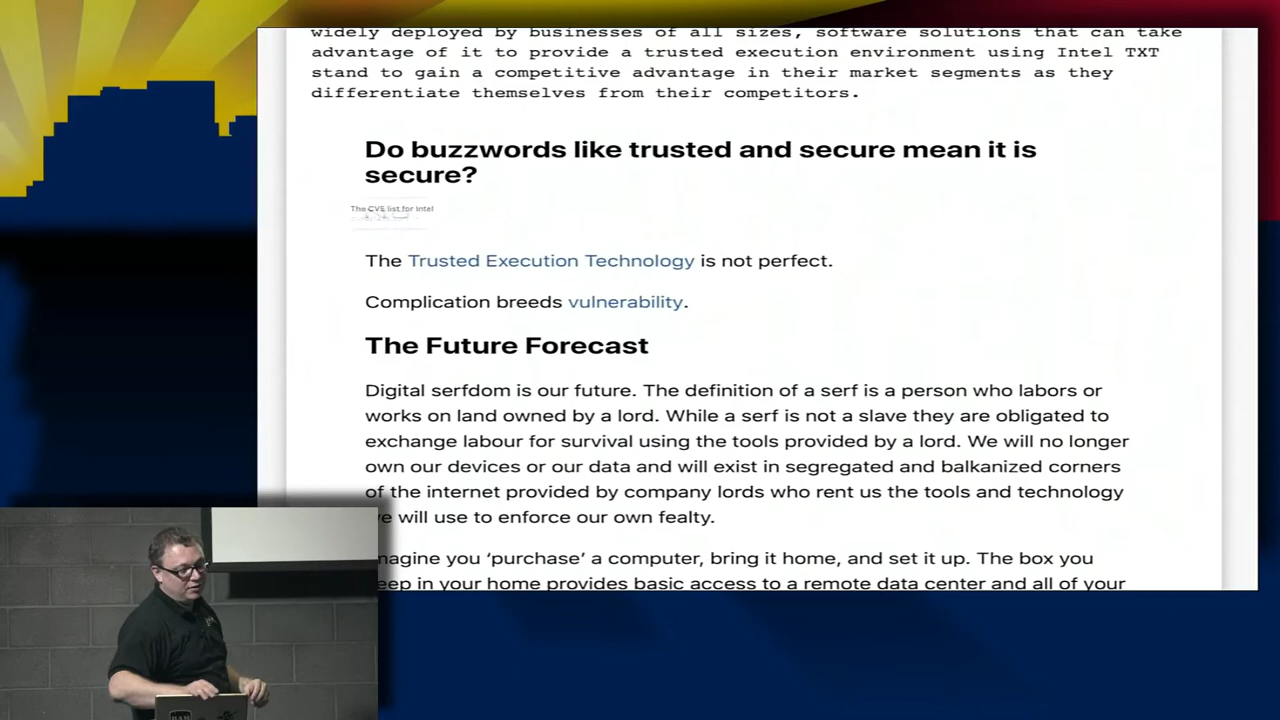 widely deployed by businesses of all sizes, software solutions that can take
advantage of it to provide a trusted execution environment using Intel TXT
stand to gain a competitive advantage in their market segments as they
differentiate themselves from their competitors.
Do buzzwords like trusted and secure mean it is
secure?
The CVE list for Intel
The Trusted Execution Technology is not perfect.
Complication breeds vulnerability.
The Future Forecast
Digital serfdom is our future. The definition of a serf is a person who labors or
works on land owned by a lord. While a serf is not a slave they are obligated to
exchange labour for survival using the tools provided by a lord. We will no longer
own our devices or our data and will exist in segregated and balkanized corners
of the internet provided by company lords who rent us the tools and technology
we will use to enforce our own fealty.
magine you ‘purchase’ a computer, bring it home, and set it up. The box you
eep in your home provides basic access to a remote data center and all of your